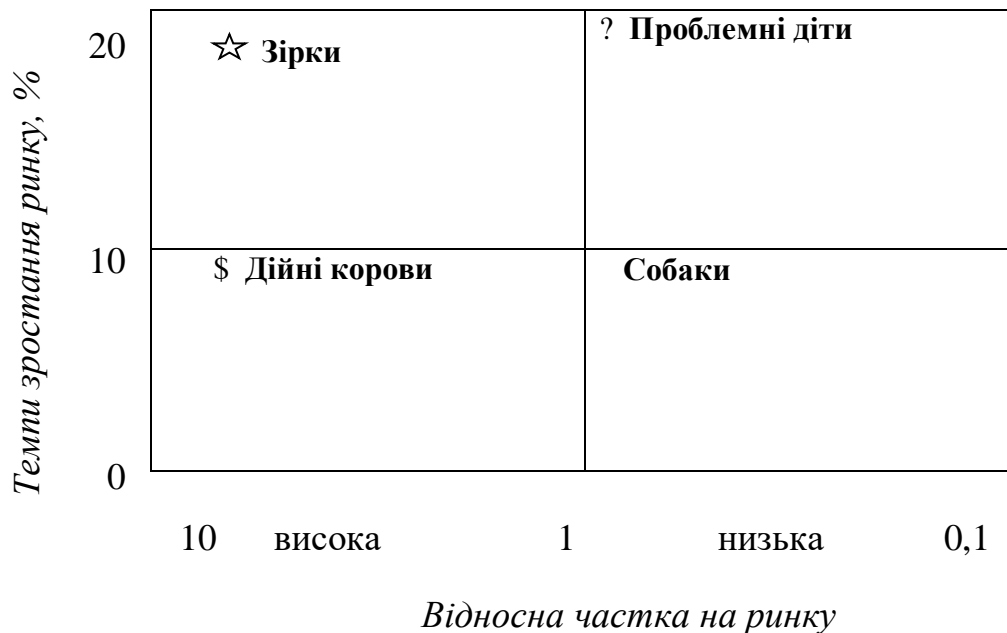 Темпи зростання ринку, %
20
☆ Зірки
? Проблемні діти
10
$ Дійні корови
Собаки
0
10 висока 1 низька 0,1
Відносна частка на ринку